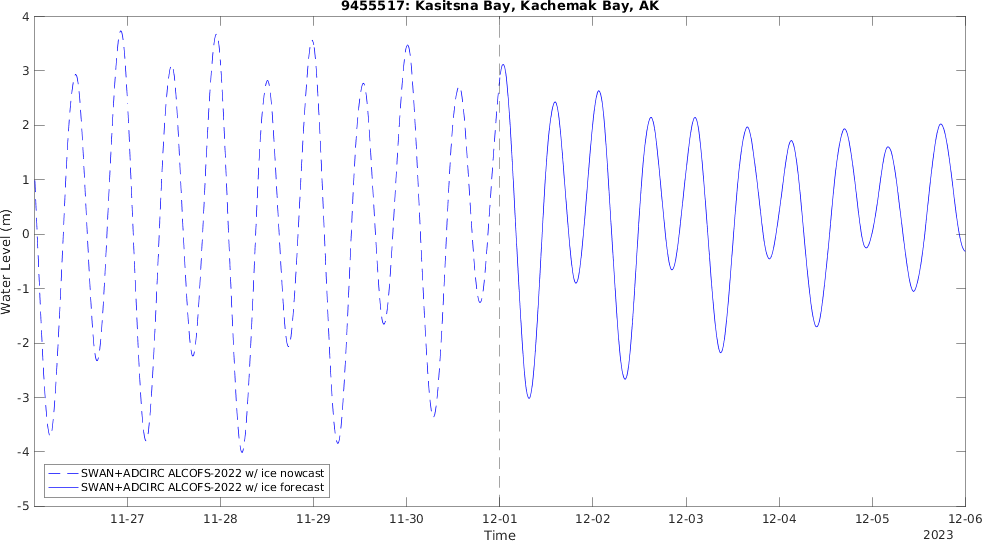 9455517: Kasitsna Bay, Kachemak Bay, AK
4
3
2
1
0
-1
-2
-3
-4
-5
Water Level (m)
SWAN+ADCIRC ALCOFS-2022 w/ ice nowcast
SWAN+ADCIRC ALCOFS-2022 w/ ice forecast
11-27 11-28 11-29 11-30 12-01 12-02 12-03 12-04 12-05 12-06
Time
2023